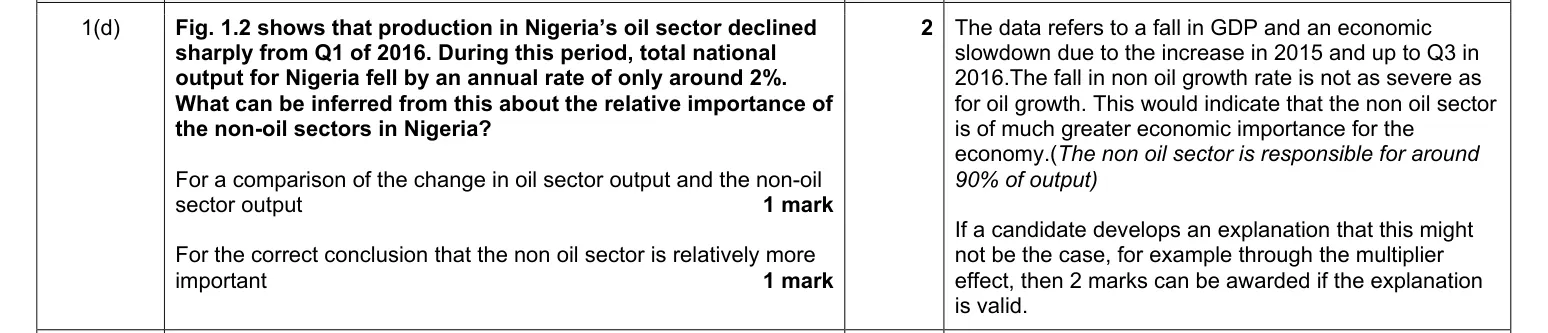 1(d)
Fig. 1.2 shows that production in Nigeria's oil sector declined
sharply from Q1 of 2016. During this period, total national
output for Nigeria fell by an annual rate of only around 2%.
What can be inferred from this about the relative importance of
the non-oil sectors in Nigeria?
For a comparison of the change in oil sector output and the non-oil
sector output 1 mark
For the correct conclusion that the non oil sector is relatively more
important 1 mark
2
The data refers to a fall in GDP and an economic
slowdown due to the increase in 2015 and up to Q3 in
2016.The fall in non oil growth rate is not as severe as
for oil growth. This would indicate that the non oil sector
is of much greater economic importance for the
economy.(The non oil sector is responsible for around
90% of output)
If a candidate develops an explanation that this might
not be the case, for example through the multiplier
effect, then 2 marks can be awarded if the explanation
is valid.